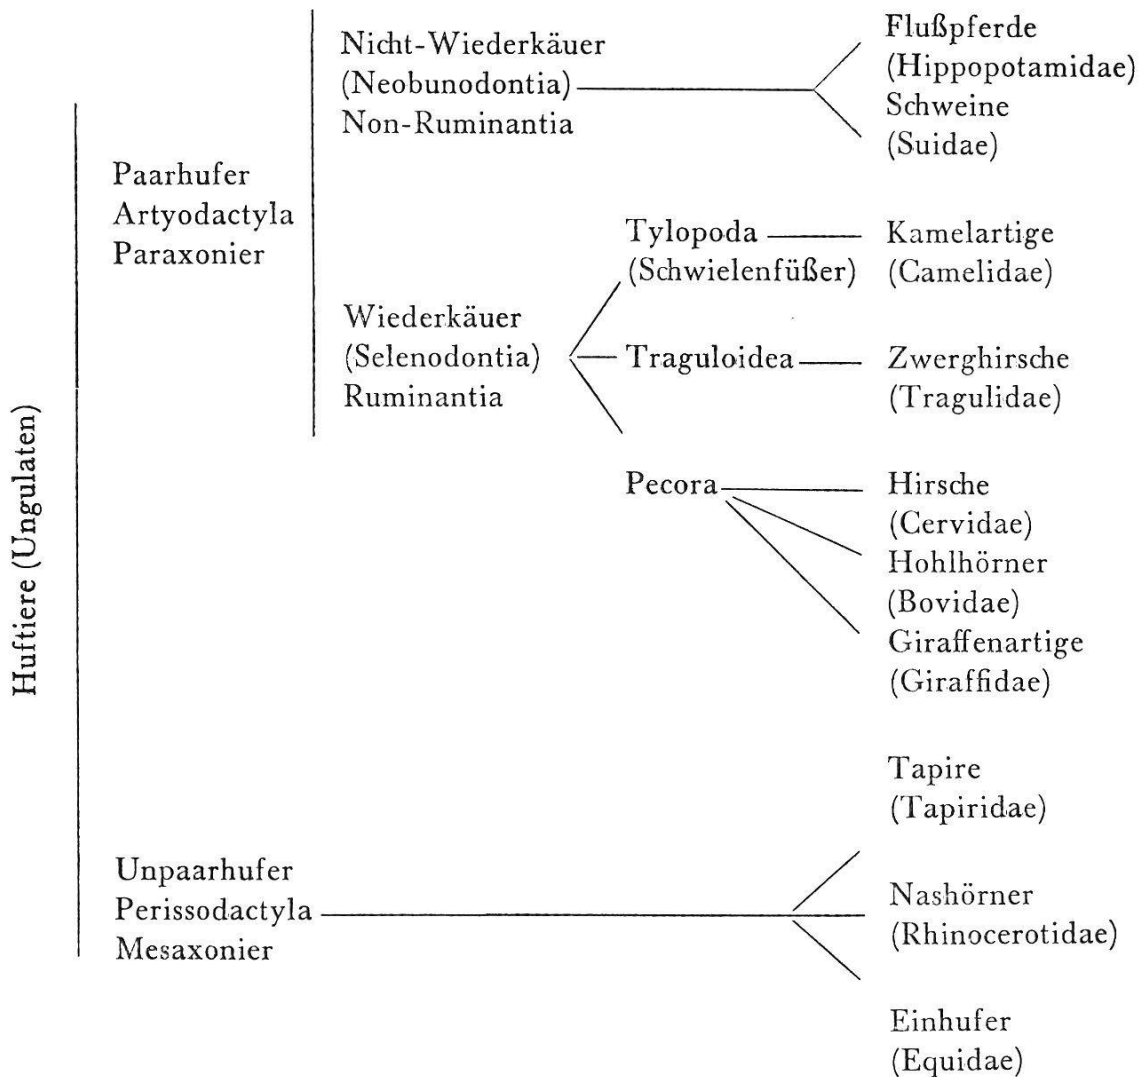 Huftiere (Ungulaten)
Paarhufer
Artyodactyla
Paraxonier
Nicht-Wiederkäuer
(Neobunodontia)
Non-Ruminantia
Flußpferde
(Hippopotamidae)
Schweine
(Suidae)
Wiederkäuer
(Selenodontia)
Ruminantia
Tylopoda
(Schwielenfüßer)
Kamelartige
(Camelidae)
Traguloidea
Zwerghirsche
(Tragulidae)
Pecora
Hirsche
(Cervidae)
Hohlhörner
(Bovidae)
Giraffenartige
(Giraffidae)
Unpaarhufer
Perissodactyla
Mesaxonier
Tapire
(Tapiridae)
Nashörner
(Rhinocerotidae)
Einhufer
(Equidae)